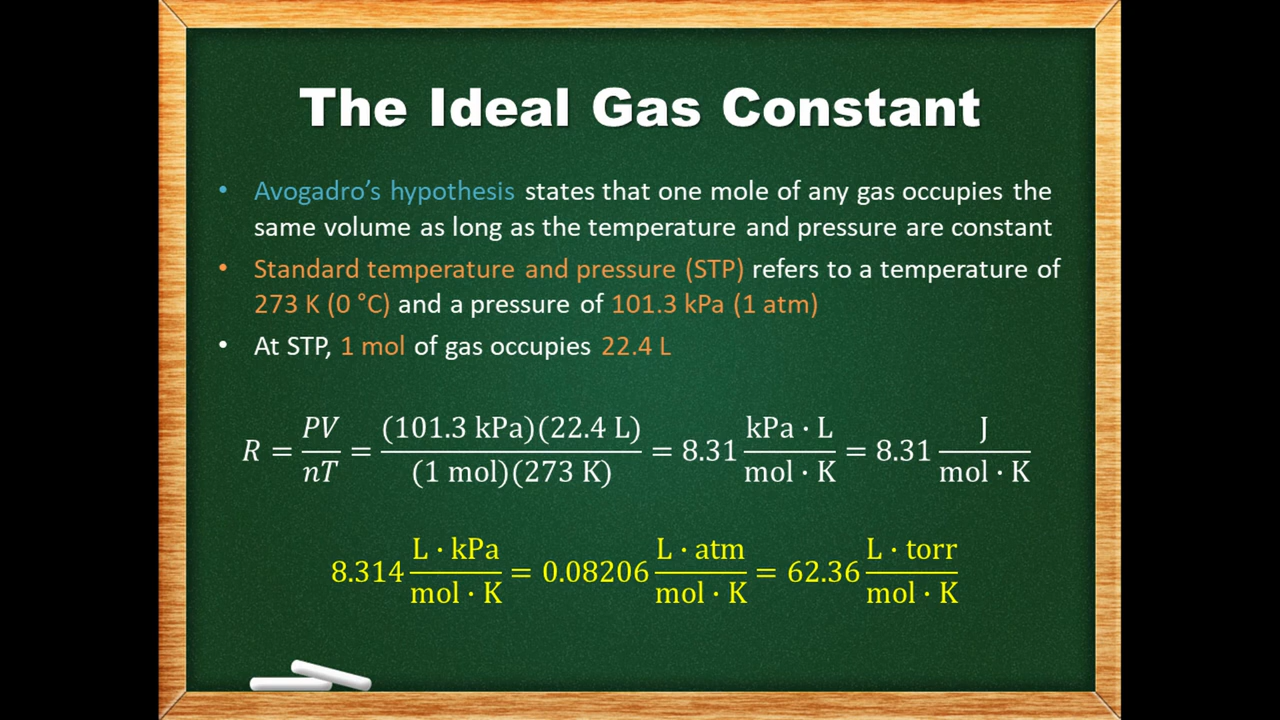 The Ideal Gas Constant
• Avogadro’s hypothesis states that one mole of any gas occupies the
same volume as long as the temperature and pressure are constant
• Standard temperature and pressure (STP) refers to a temperature of
273 K (0 °C) and a pressure of 101.3 kPa (1 atm)
• At STP, 1 mol of gas occupies 22.4 L
R = PV/nT = (101.3 kPa)(22.4 L)/(1 mol)(273 K) = 8.31 kPa · L/mol · K = 8.31 J/mol · K
8.314 L · kPa/mol · K = 0.08206 L · atm/mol · K = 62.36 L · torr/mol · K